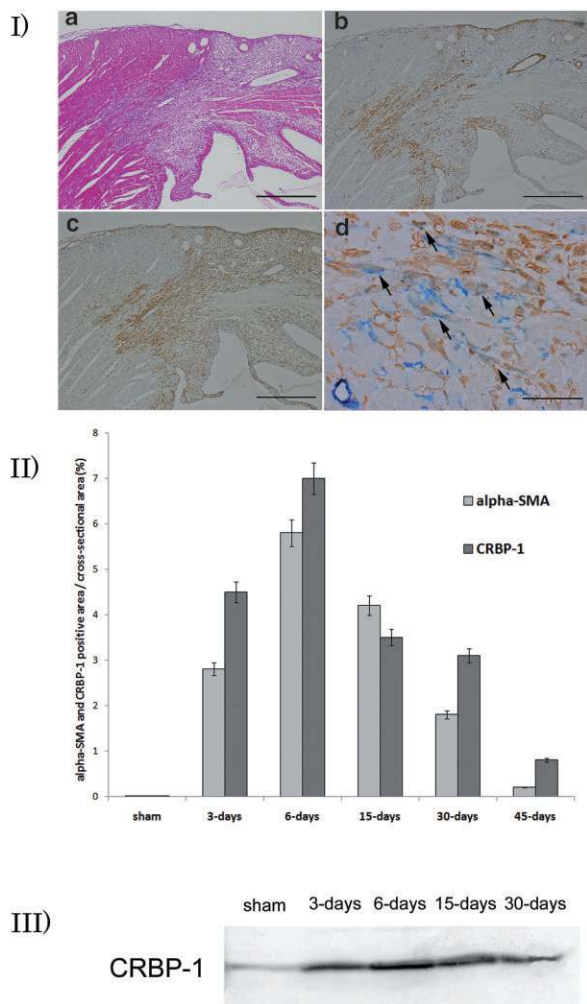 I)
a
b
c
d
II)
alpha-SMA and CRBP-1 positive area / cross-sectional area (%)
8
7
6
5
4
3
2
1
0
alpha-SMA
CRBP-1
sham 3-days 6-days 15-days 30-days 45-days
III)
sham 3-days 6-days 15-days 30-days
CRBP-1